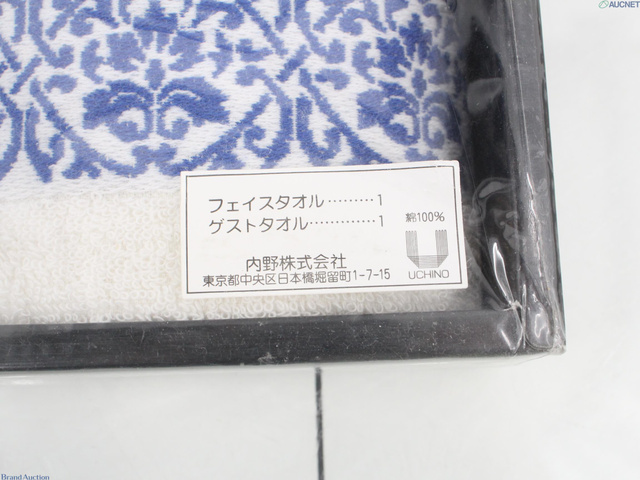 AUCNET
フェイスタオル………1
ゲストタオル…………1
綿100%
内野株式会社
東京都中央区日本橋堀留町1-7-15
UCHINO
Brand Auction